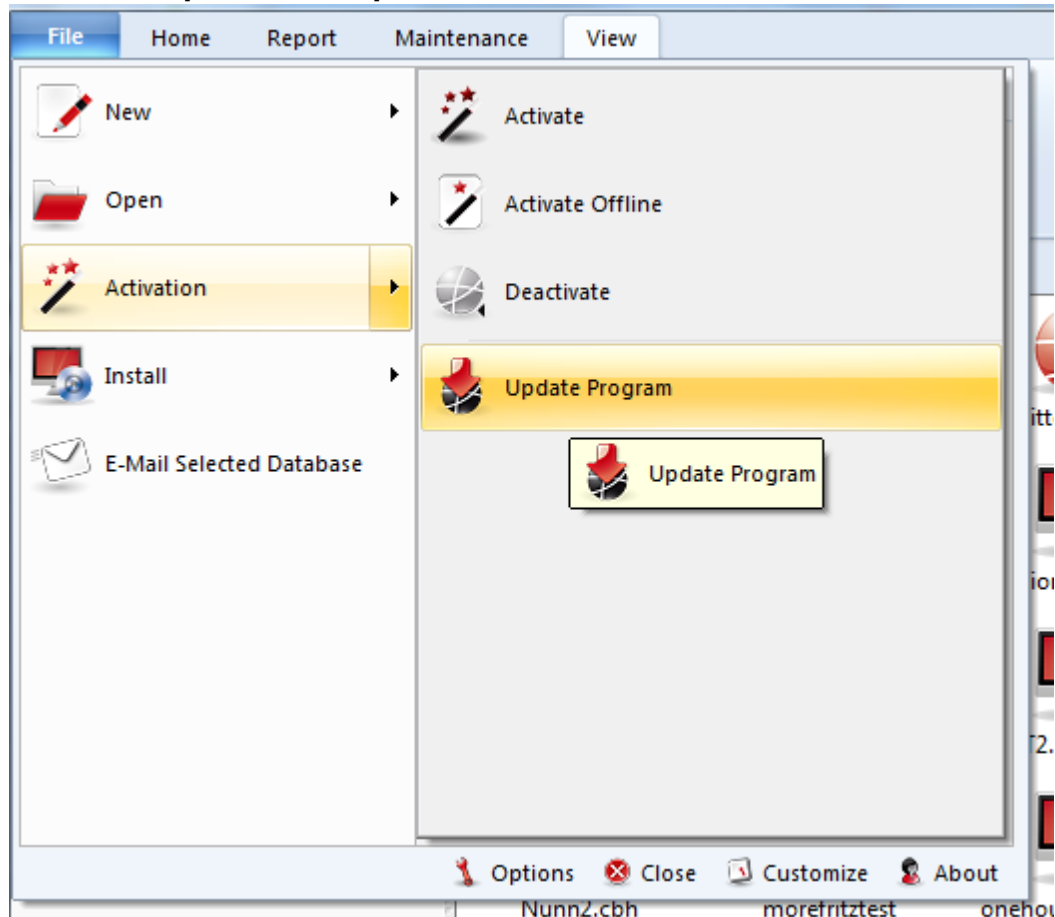 File Home Report Maintenance View
New
Open
Activation
Install
E-Mail Selected Database
Activate
Activate Offline
Deactivate
Update Program
Update Program
Options Close Customize About
Nunn2.cbh morefritztest